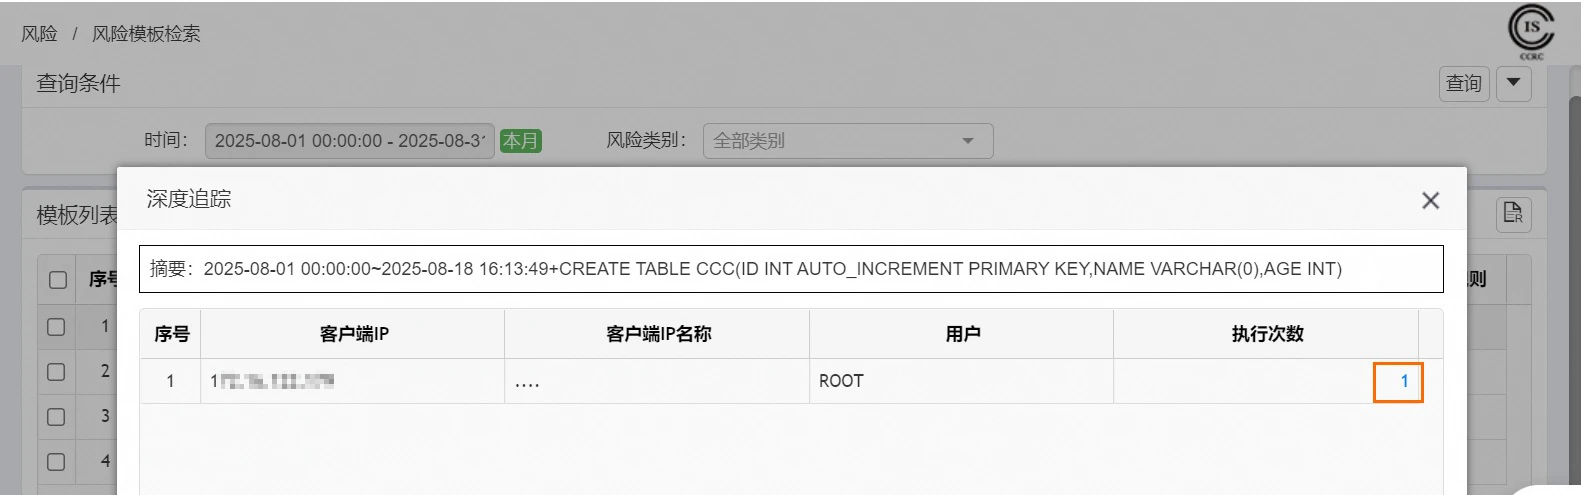 风险 / 风险模板检索
IS
CCRC
查询条件
查询
时间： 2025-08-01 00:00:00 - 2025-08-31 本月 风险类别： 全部类别
深度追踪
模板列表
摘要：2025-08-01 00:00:00~2025-08-18 16:13:49+CREATE TABLE CCC(ID INT AUTO_INCREMENT PRIMARY KEY,NAME VARCHAR(0),AGE INT)
序号 则
序号 客户端IP 客户端IP名称 用户 执行次数
1
1 .... ROOT 1
2
3
4